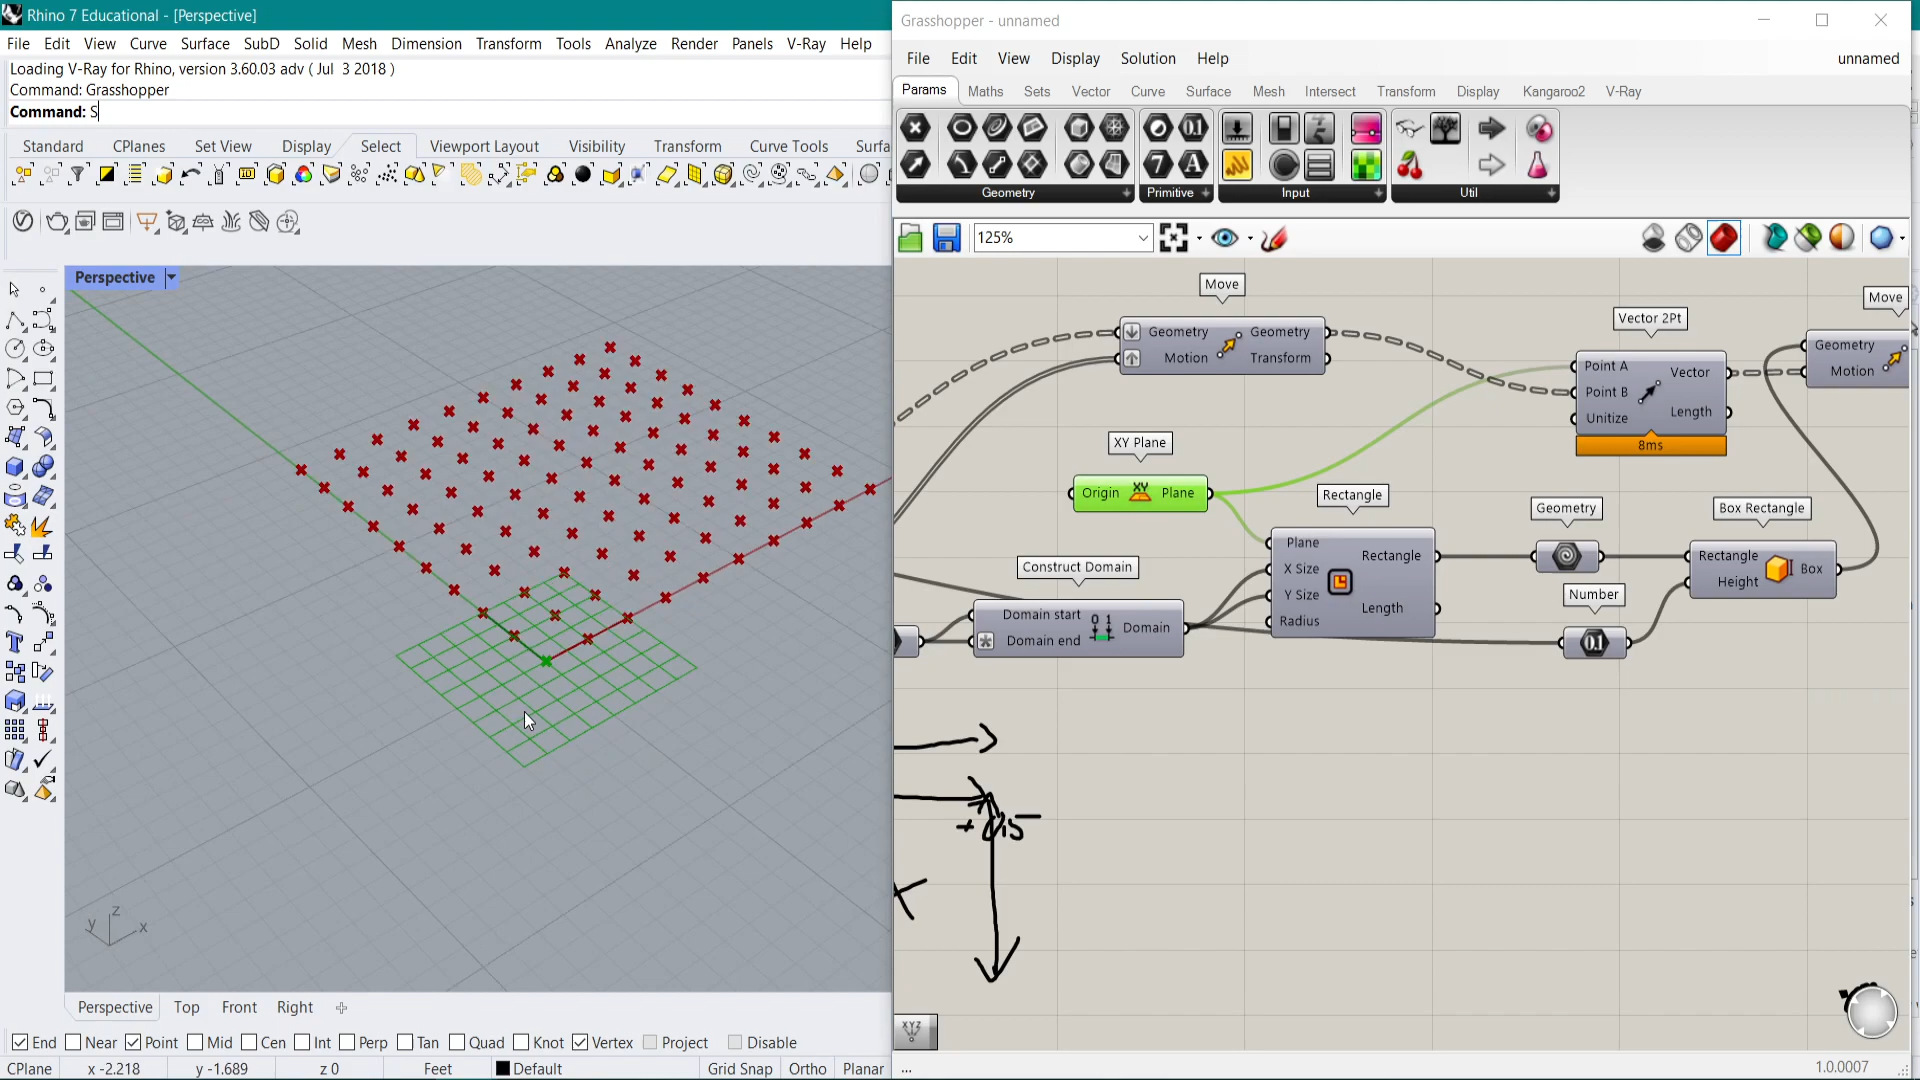 Rhino 7 Educational - [Perspective]
File Edit View Curve Surface SubD Solid Mesh Dimension Transform Tools Analyze Render Panels V-Ray Help
Loading V-Ray for Rhino, version 3.60.03 adv ( Jul 3 2018 )
Command: Grasshopper
Command: S
Standard CPlanes Set View Display Select Viewport Layout Visibility Transform Curve Tools Surfa
Perspective
y z x
Perspective Top Front Right
End Near Point Mid Cen Int Perp Tan Quad Knot Vertex Project Disable
CPlane x -2.218 y -1.689 z 0 Feet Default Grid Snap Ortho Planar
Grasshopper - unnamed
File Edit View Display Solution Help unnamed
Params Maths Sets Vector Curve Surface Mesh Intersect Transform Display Kangaroo2 V-Ray
Geometry Primitive Input Util
125%
Move
Geometry Geometry
Motion Transform
Vector 2Pt
Point A
Point B
Unitize
Vector
Length
8ms
Move
Geometry
Motion
XY Plane
Origin XY Plane
Rectangle
Plane
X Size
Y Size
Radius
Rectangle
Length
Geometry
Box Rectangle
Rectangle
Height
Box
Construct Domain
Domain start
Domain end
0 1
Domain
Number
0.1
XYZ
...
1.0.0007